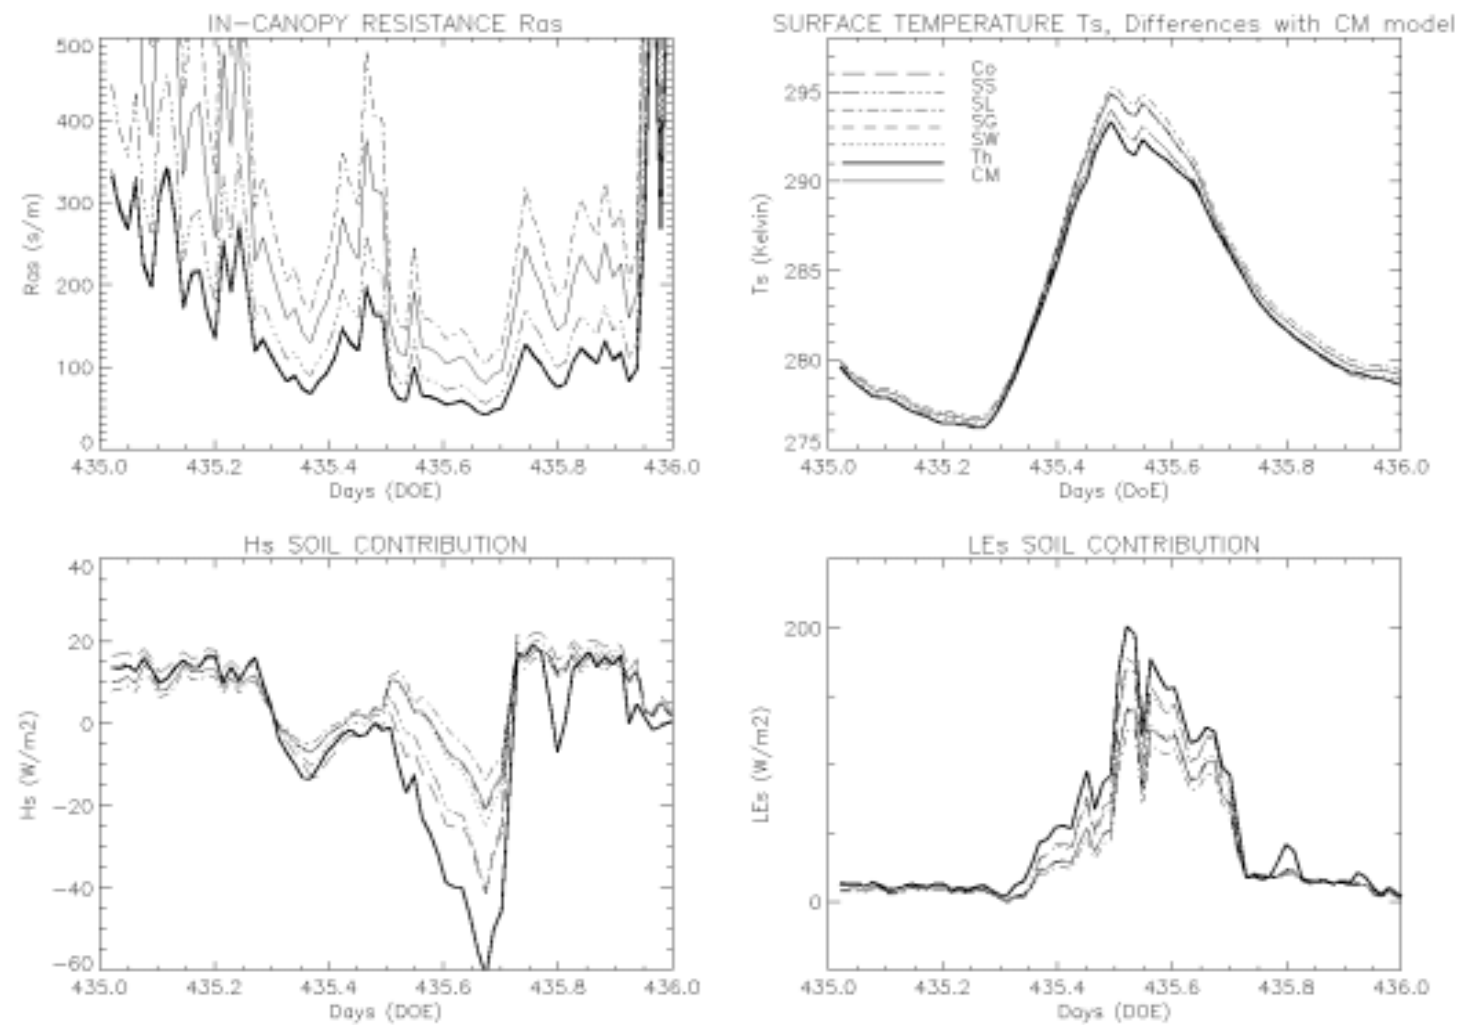 IN-CANOPY RESISTANCE Ras
500
400
300
200
100
0
Ras (s/m)
435.0 435.2 435.4 435.6 435.8 436.0
Days (DOE)
SURFACE TEMPERATURE Ts, Differences with CM model
Co
SS
SL
SG
SW
Th
CM
295
290
285
280
275
Ts (Kelvin)
435.0 435.2 435.4 435.6 435.8 436.0
Days (DoE)
Hs SOIL CONTRIBUTION
40
20
0
-20
-40
-60
Hs (W/m2)
435.0 435.2 435.4 435.6 435.8 436.0
Days (DOE)
LEs SOIL CONTRIBUTION
200
0
LEs (W/m2)
435.0 435.2 435.4 435.6 435.8 436.0
Days (DOE)